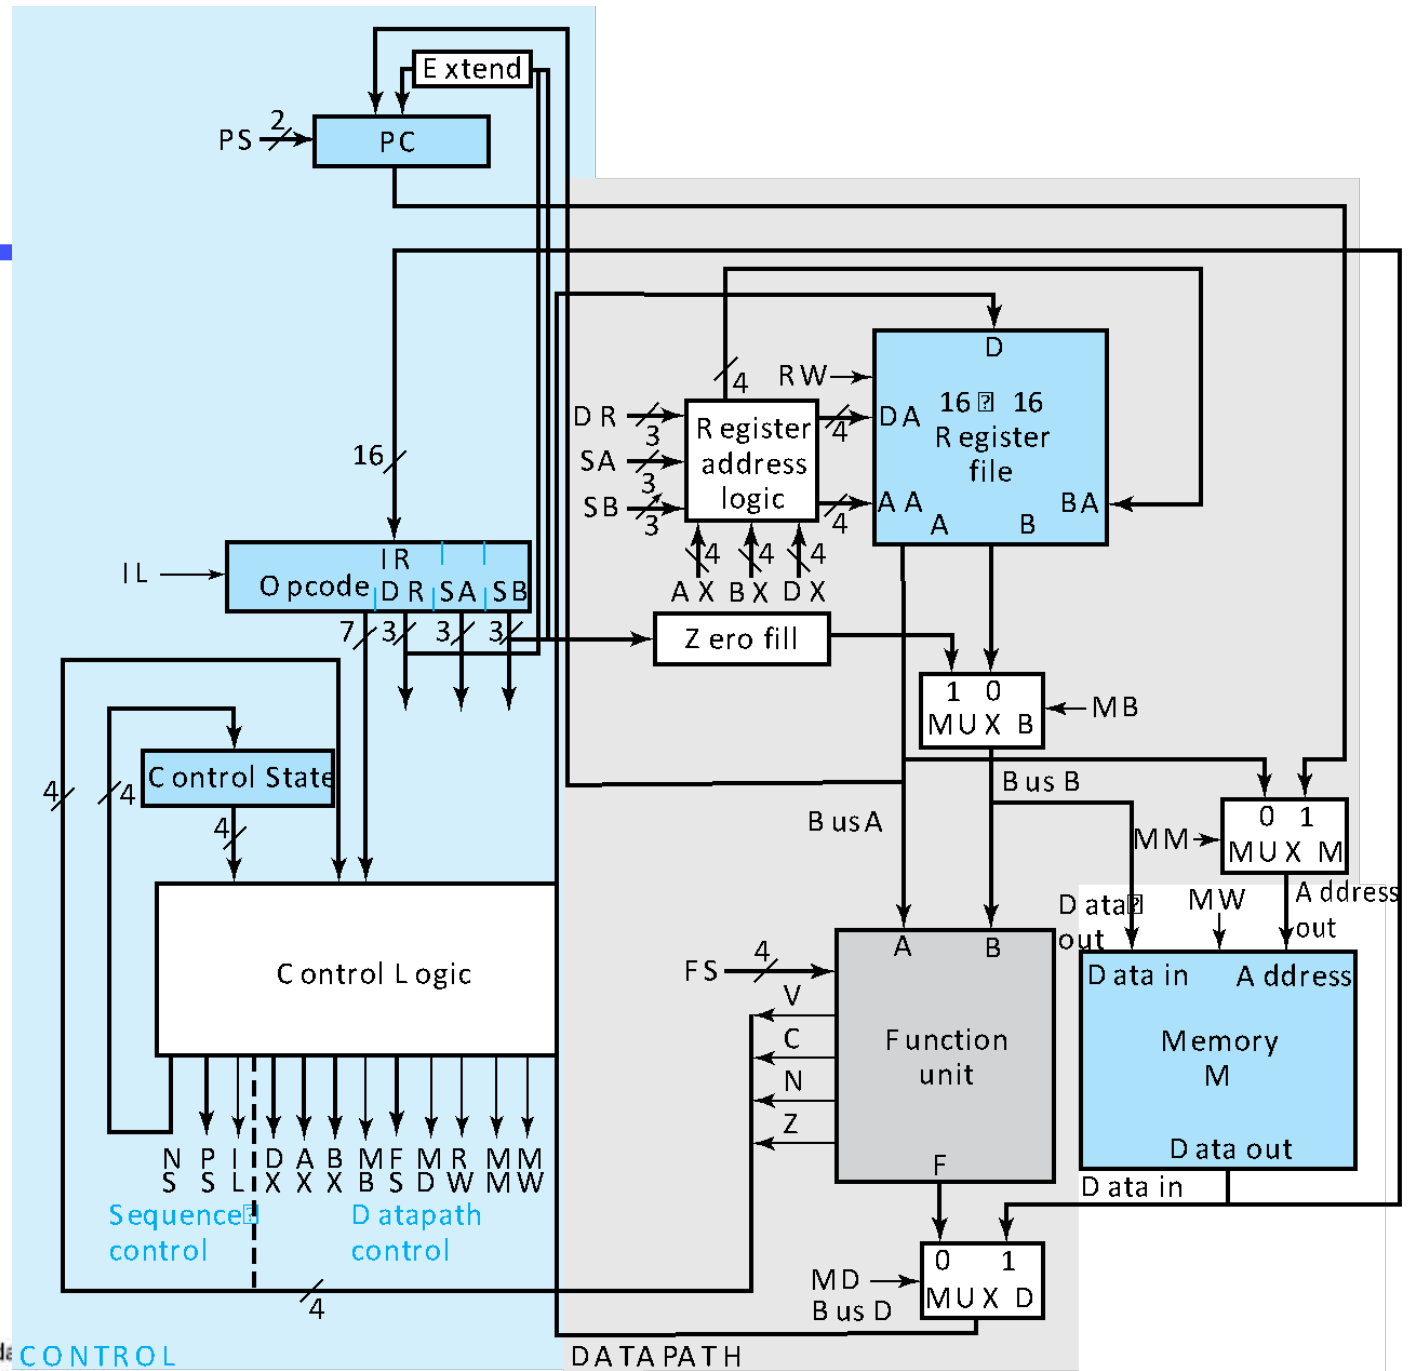 Extend
PS
2
PC
4
RW
D
16 16
Register
file
DA
AA
BA
A
B
DR
3
SA
3
SB
3
Register
address
logic
4
4
4
4
4
AX
BX
DX
16
IL
IR
Opcode
DR
SA
SB
7
3
3
3
Zero fill
1 0
MUX B
MB
Control State
4
4
4
Bus A
Bus B
0 1
MUX M
MM
Address
out
Data
out
MW
Control Logic
FS
4
A
B
V
C
N
Z
Function
unit
F
Data in
Address
Memory
M
Data out
Data in
NS
PS
IL
DX
AX
BX
MB
FS
MD
RW
MM
MW
Sequence
control
Datapath
control
4
MD
Bus D
0 1
MUX D
CONTROL
DATAPATH